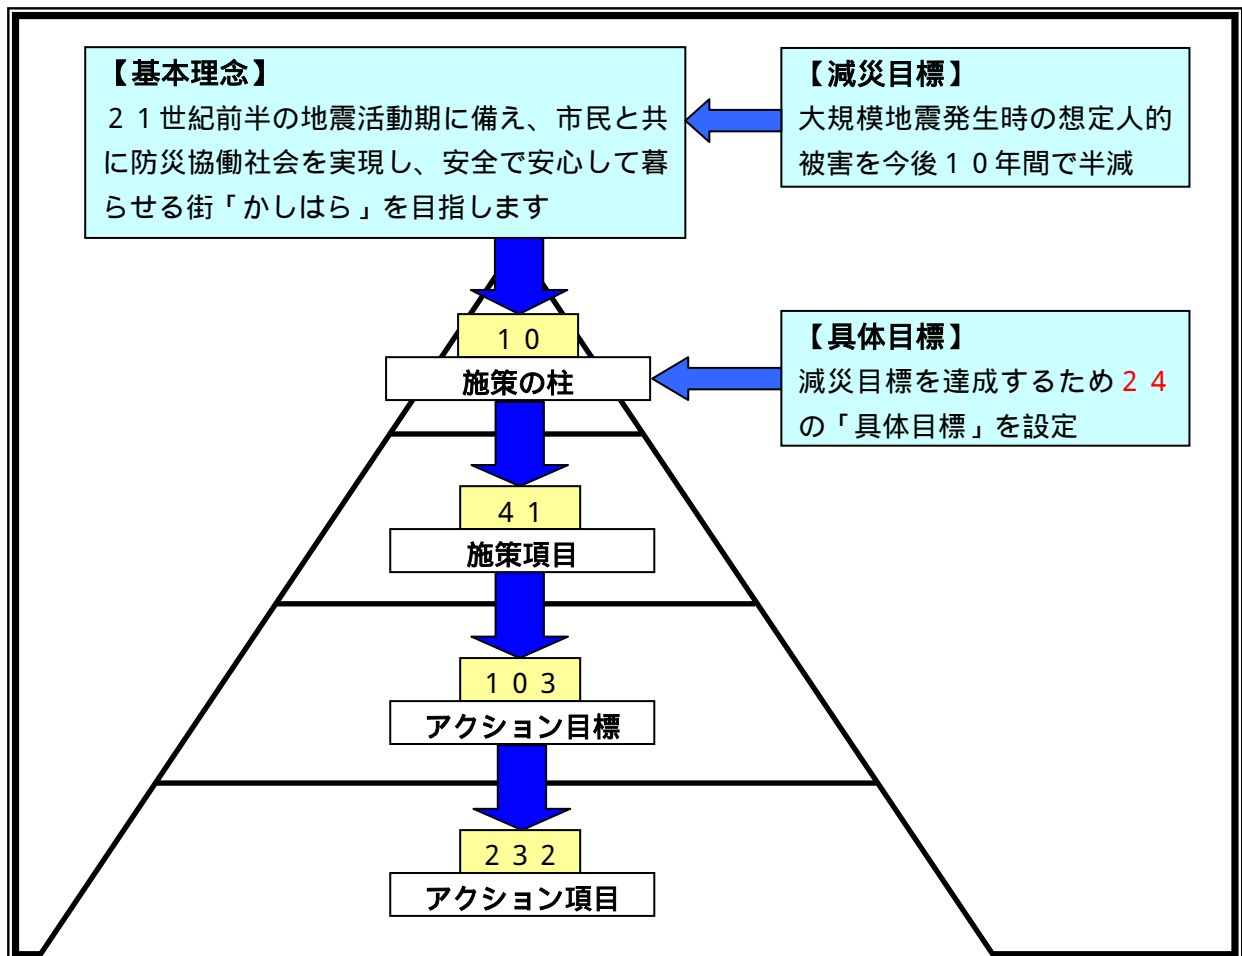 【基本理念】
２１世紀前半の地震活動期に備え、市民と共
に防災協働社会を実現し、安全で安心して暮
らせる街「かしはら」を目指します
【減災目標】
大規模地震発生時の想定人的
被害を今後１０年間で半減
１０
施策の柱
【具体目標】
減災目標を達成するため２４
の「具体目標」を設定
４１
施策項目
１０３
アクション目標
２３２
アクション項目